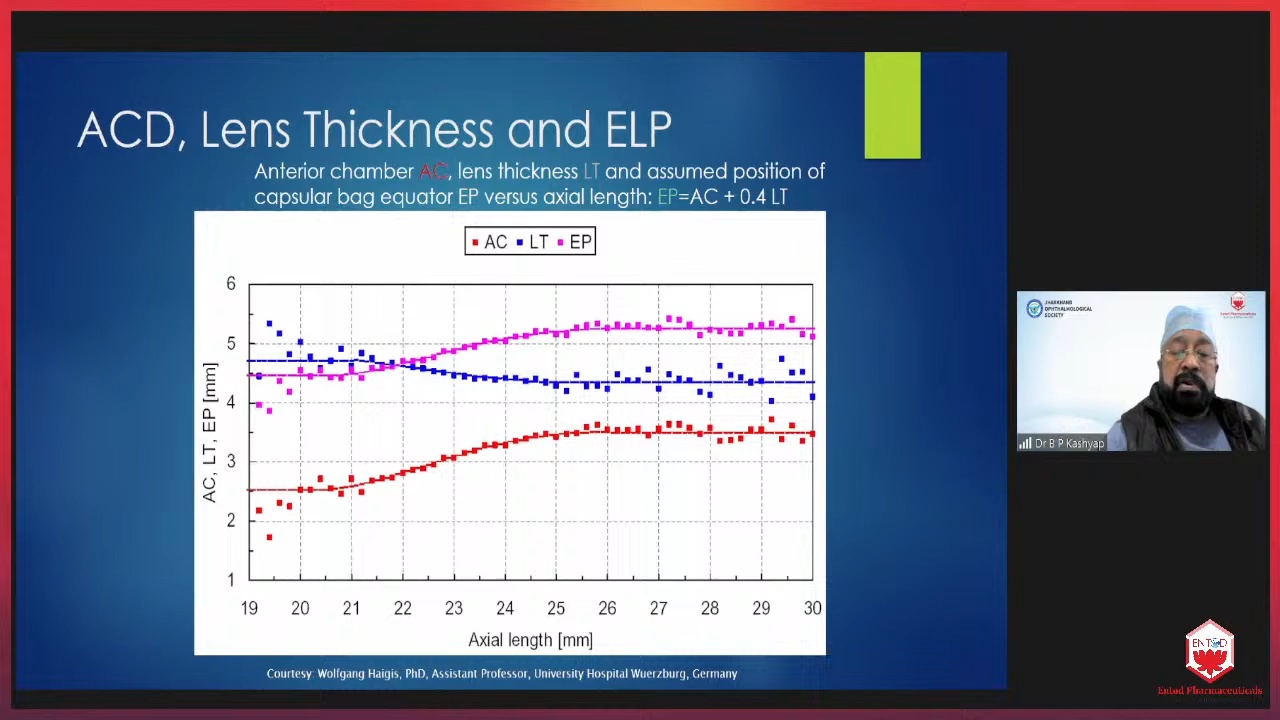 ACD, Lens Thickness and ELP
Anterior chamber AC, lens thickness LT and assumed position of
capsular bag equator EP versus axial length: EP=AC + 0.4 LT
AC LT EP
6
5
4
3
2
1
AC, LT, EP [mm]
19 20 21 22 23 24 25 26 27 28 29 30
Axial length [mm]
Courtesy: Wolfgang Haigis, PhD, Assistant Professor, University Hospital Wuerzburg, Germany
JHARKHAND
OPHTHALMOLOGICAL
SOCIETY
Entod Pharmaceuticals
Dr B P Kashyap
ENTOD
Entod Pharmaceuticals